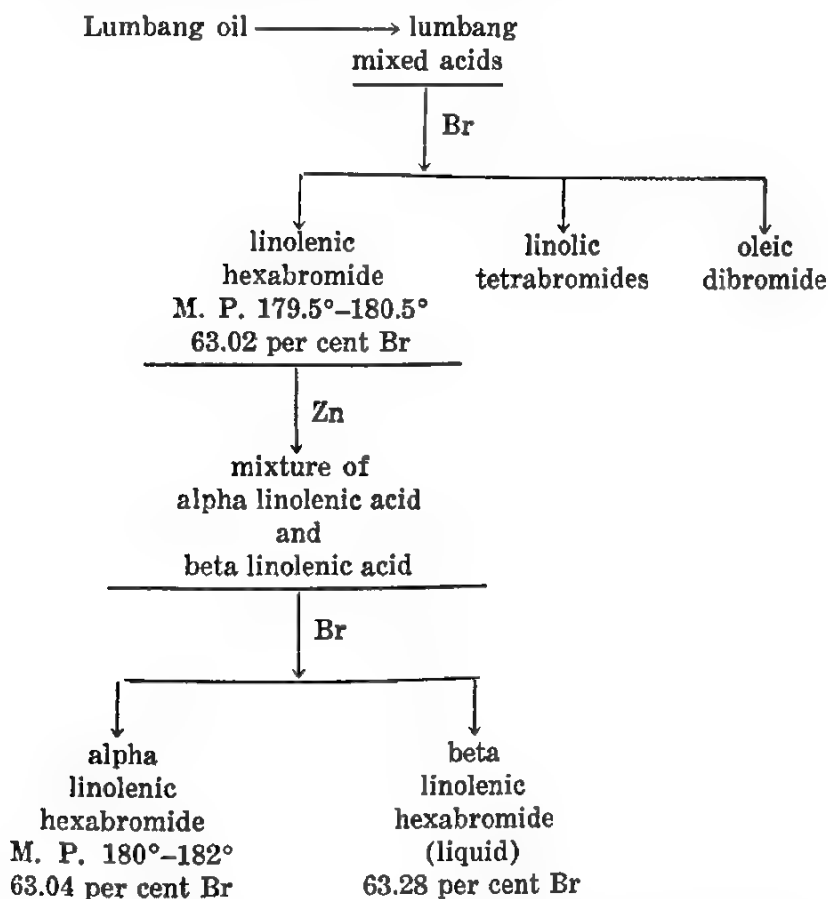 Lumbang oil ⟶ lumbang
mixed acids
Br
linolenic
hexabromide
M. P. 179.5°–180.5°
63.02 per cent Br
linolic
tetrabromides
oleic
dibromide
Zn
mixture of
alpha linolenic acid
and
beta linolenic acid
Br
alpha
linolenic
hexabromide
M. P. 180°–182°
63.04 per cent Br
beta
linolenic
hexabromide
(liquid)
63.28 per cent Br